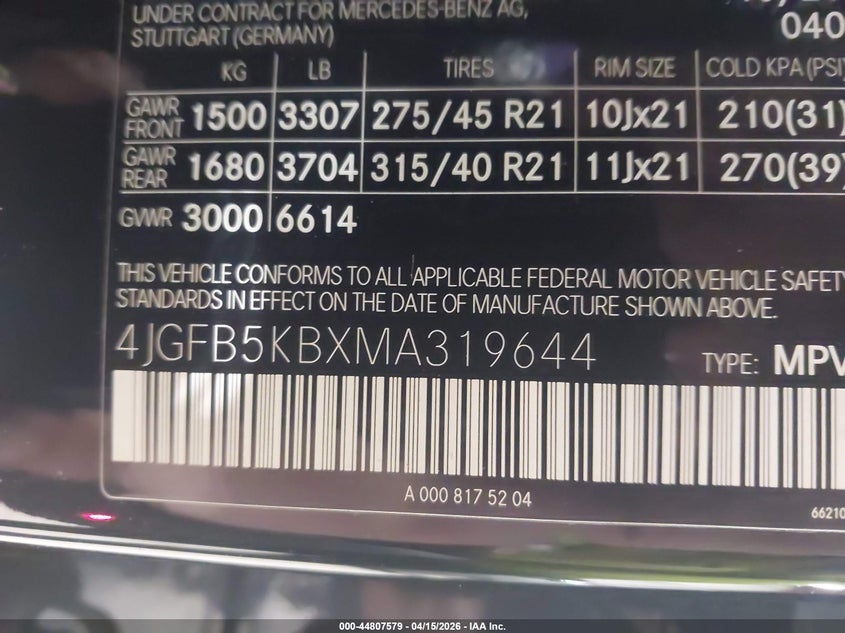 UNDER CONTRACT FOR MERCEDES-BENZ AG,
STUTTGART (GERMANY) 040
KG LB TIRES RIM SIZE COLD KPA (PSI)
GAWR FRONT 1500 3307 275/45 R21 10Jx21 210(31)
GAWR REAR 1680 3704 315/40 R21 11Jx21 270(39)
GVWR 3000 6614
THIS VEHICLE CONFORMS TO ALL APPLICABLE FEDERAL MOTOR VEHICLE SAFETY
STANDARDS IN EFFECT ON THE DATE OF MANUFACTURE SHOWN ABOVE.
4JGFB5KBXMA319644 TYPE: MPV
A 000 817 52 04
66210
000-44807579 - 04/15/2026 - IAA Inc.